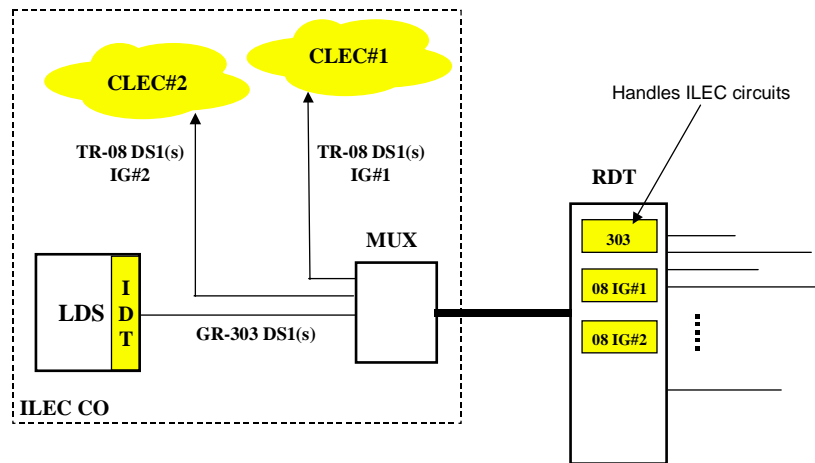 CLEC#1
CLEC#2
Handles ILEC circuits
TR-08 DS1(s)
IG#2
TR-08 DS1(s)
IG#1
RDT
MUX
303
08 IG#1
08 IG#2
LDS
I
D
T
GR-303 DS1(s)
ILEC CO